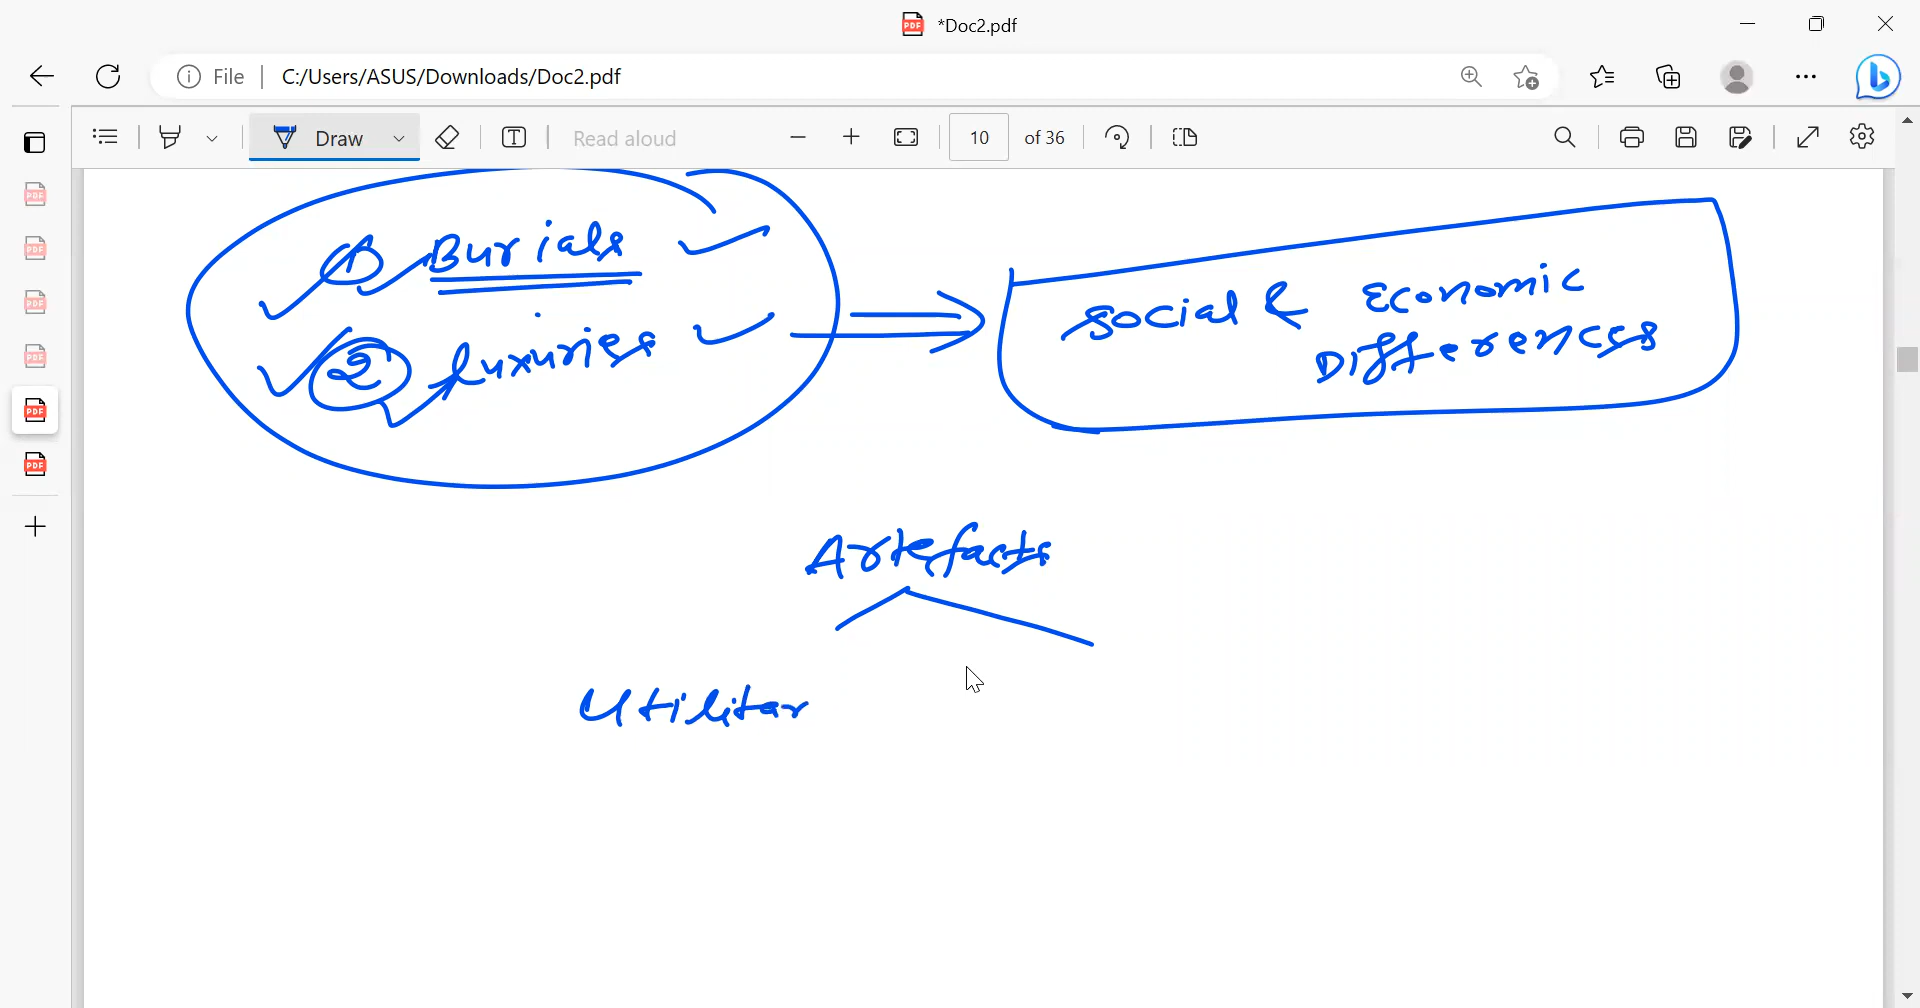 *Doc2.pdf
File C:/Users/ASUS/Downloads/Doc2.pdf
Draw Read aloud 10 of 36
① Burials
② Luxuries
Social & Economic
Differences
Artefacts
Utilitar